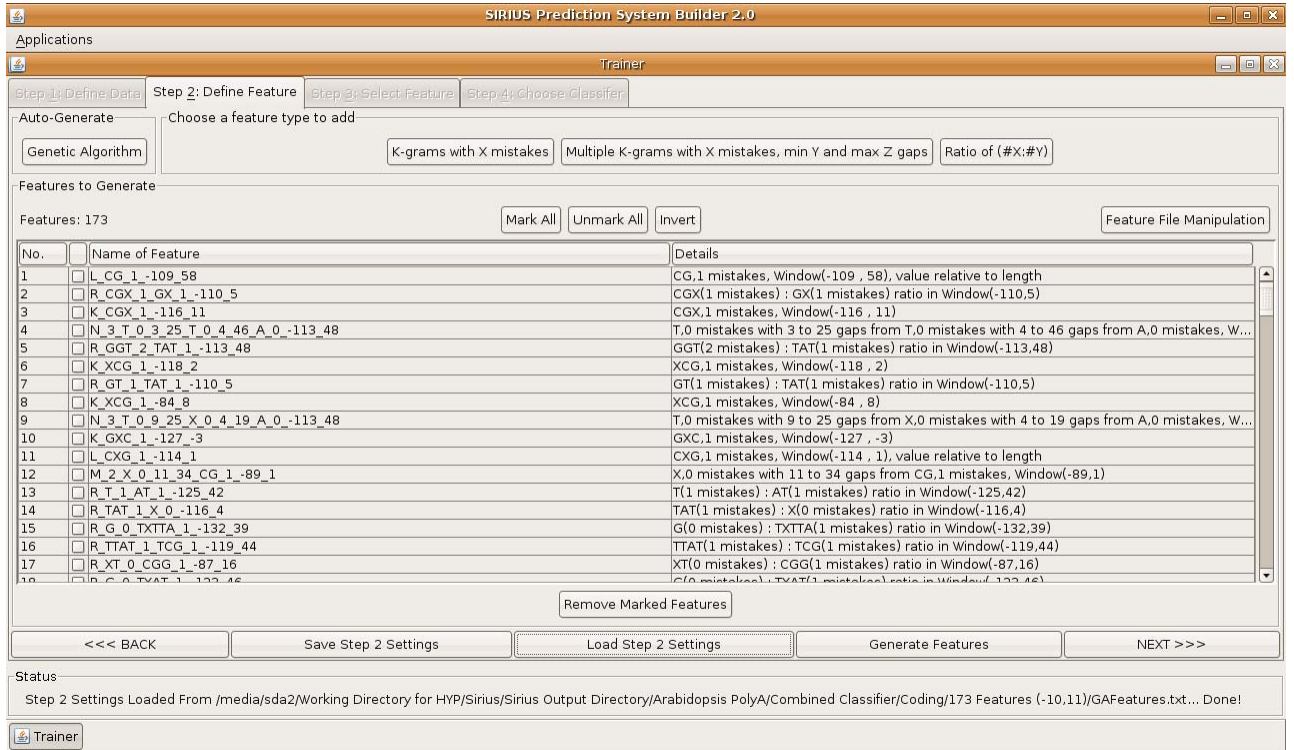 SIRIUS Prediction System Builder 2.0
Applications
Trainer
Step 1: Define Data Step 2: Define Feature Step 3: Select Feature Step 4: Choose Classifer
Auto-Generate Choose a feature type to add
Genetic Algorithm K-grams with X mistakes Multiple K-grams with X mistakes, min Y and max Z gaps Ratio of (#X:#Y)
Features to Generate
Features: 173 Mark All Unmark All Invert Feature File Manipulation
No. Name of Feature Details
1 L_CG_1_-109_58 CG,1 mistakes, Window(-109 , 58), value relative to length
2 R_CGX_1_GX_1_-110_5 CGX(1 mistakes) : GX(1 mistakes) ratio in Window(-110,5)
3 K_CGX_1_-116_11 CGX,1 mistakes, Window(-116 , 11)
4 N_3_T_0_3_25_T_0_4_46_A_0_-113_48 T,0 mistakes with 3 to 25 gaps from T,0 mistakes with 4 to 46 gaps from A,0 mistakes, W...
5 R_GGT_2_TAT_1_-113_48 GGT(2 mistakes) : TAT(1 mistakes) ratio in Window(-113,48)
6 K_XCG_1_-118_2 XCG,1 mistakes, Window(-118 , 2)
7 R_GT_1_TAT_1_-110_5 GT(1 mistakes) : TAT(1 mistakes) ratio in Window(-110,5)
8 K_XCG_1_-84_8 XCG,1 mistakes, Window(-84 , 8)
9 N_3_T_0_9_25_X_0_4_19_A_0_-113_48 T,0 mistakes with 9 to 25 gaps from X,0 mistakes with 4 to 19 gaps from A,0 mistakes, W...
10 K_GXC_1_-127_-3 GXC,1 mistakes, Window(-127 , -3)
11 L_CXG_1_-114_1 CXG,1 mistakes, Window(-114 , 1), value relative to length
12 M_2_X_0_11_34_CG_1_-89_1 X,0 mistakes with 11 to 34 gaps from CG,1 mistakes, Window(-89,1)
13 R_T_1_AT_1_-125_42 T(1 mistakes) : AT(1 mistakes) ratio in Window(-125,42)
14 R_TAT_1_X_0_-116_4 TAT(1 mistakes) : X(0 mistakes) ratio in Window(-116,4)
15 R_G_0_TXTTA_1_-132_39 G(0 mistakes) : TXTTA(1 mistakes) ratio in Window(-132,39)
16 R_TTAT_1_TCG_1_-119_44 TTAT(1 mistakes) : TCG(1 mistakes) ratio in Window(-119,44)
17 R_XT_0_CGG_1_-87_16 XT(0 mistakes) : CGG(1 mistakes) ratio in Window(-87,16)
Remove Marked Features
<<< BACK Save Step 2 Settings Load Step 2 Settings Generate Features NEXT >>>
Status
Step 2 Settings Loaded From /media/sda2/Working Directory for HYP/Sirius/Sirius Output Directory/Arabidopsis PolyA/Combined Classifier/Coding/173 Features (-10,11)/GAFeatures.txt... Done!
Trainer